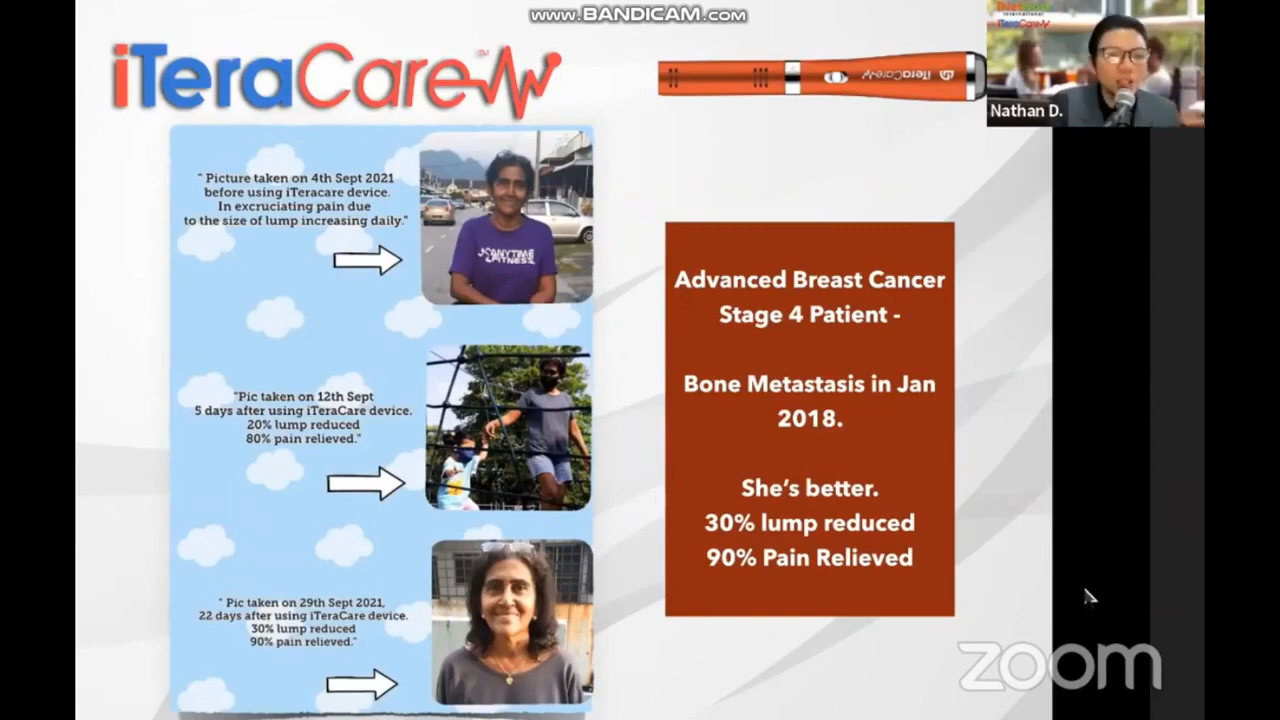 www.BANDICAM.com
iTeraCare™
iTeraCare
International
iTeraCare
Nathan D.
" Picture taken on 4th Sept 2021
before using iTeracare device.
In excruciating pain due
to the size of lump increasing daily."
ANYTIME
FITNESS
"Pic taken on 12th Sept
5 days after using iTeraCare device.
20% lump reduced
80% pain relieved."
" Pic taken on 29th Sept 2021,
22 days after using iTeraCare device.
30% lump reduced
90% pain relieved."
Advanced Breast Cancer
Stage 4 Patient -
Bone Metastasis in Jan
2018.
She's better.
30% lump reduced
90% Pain Relieved
zoom